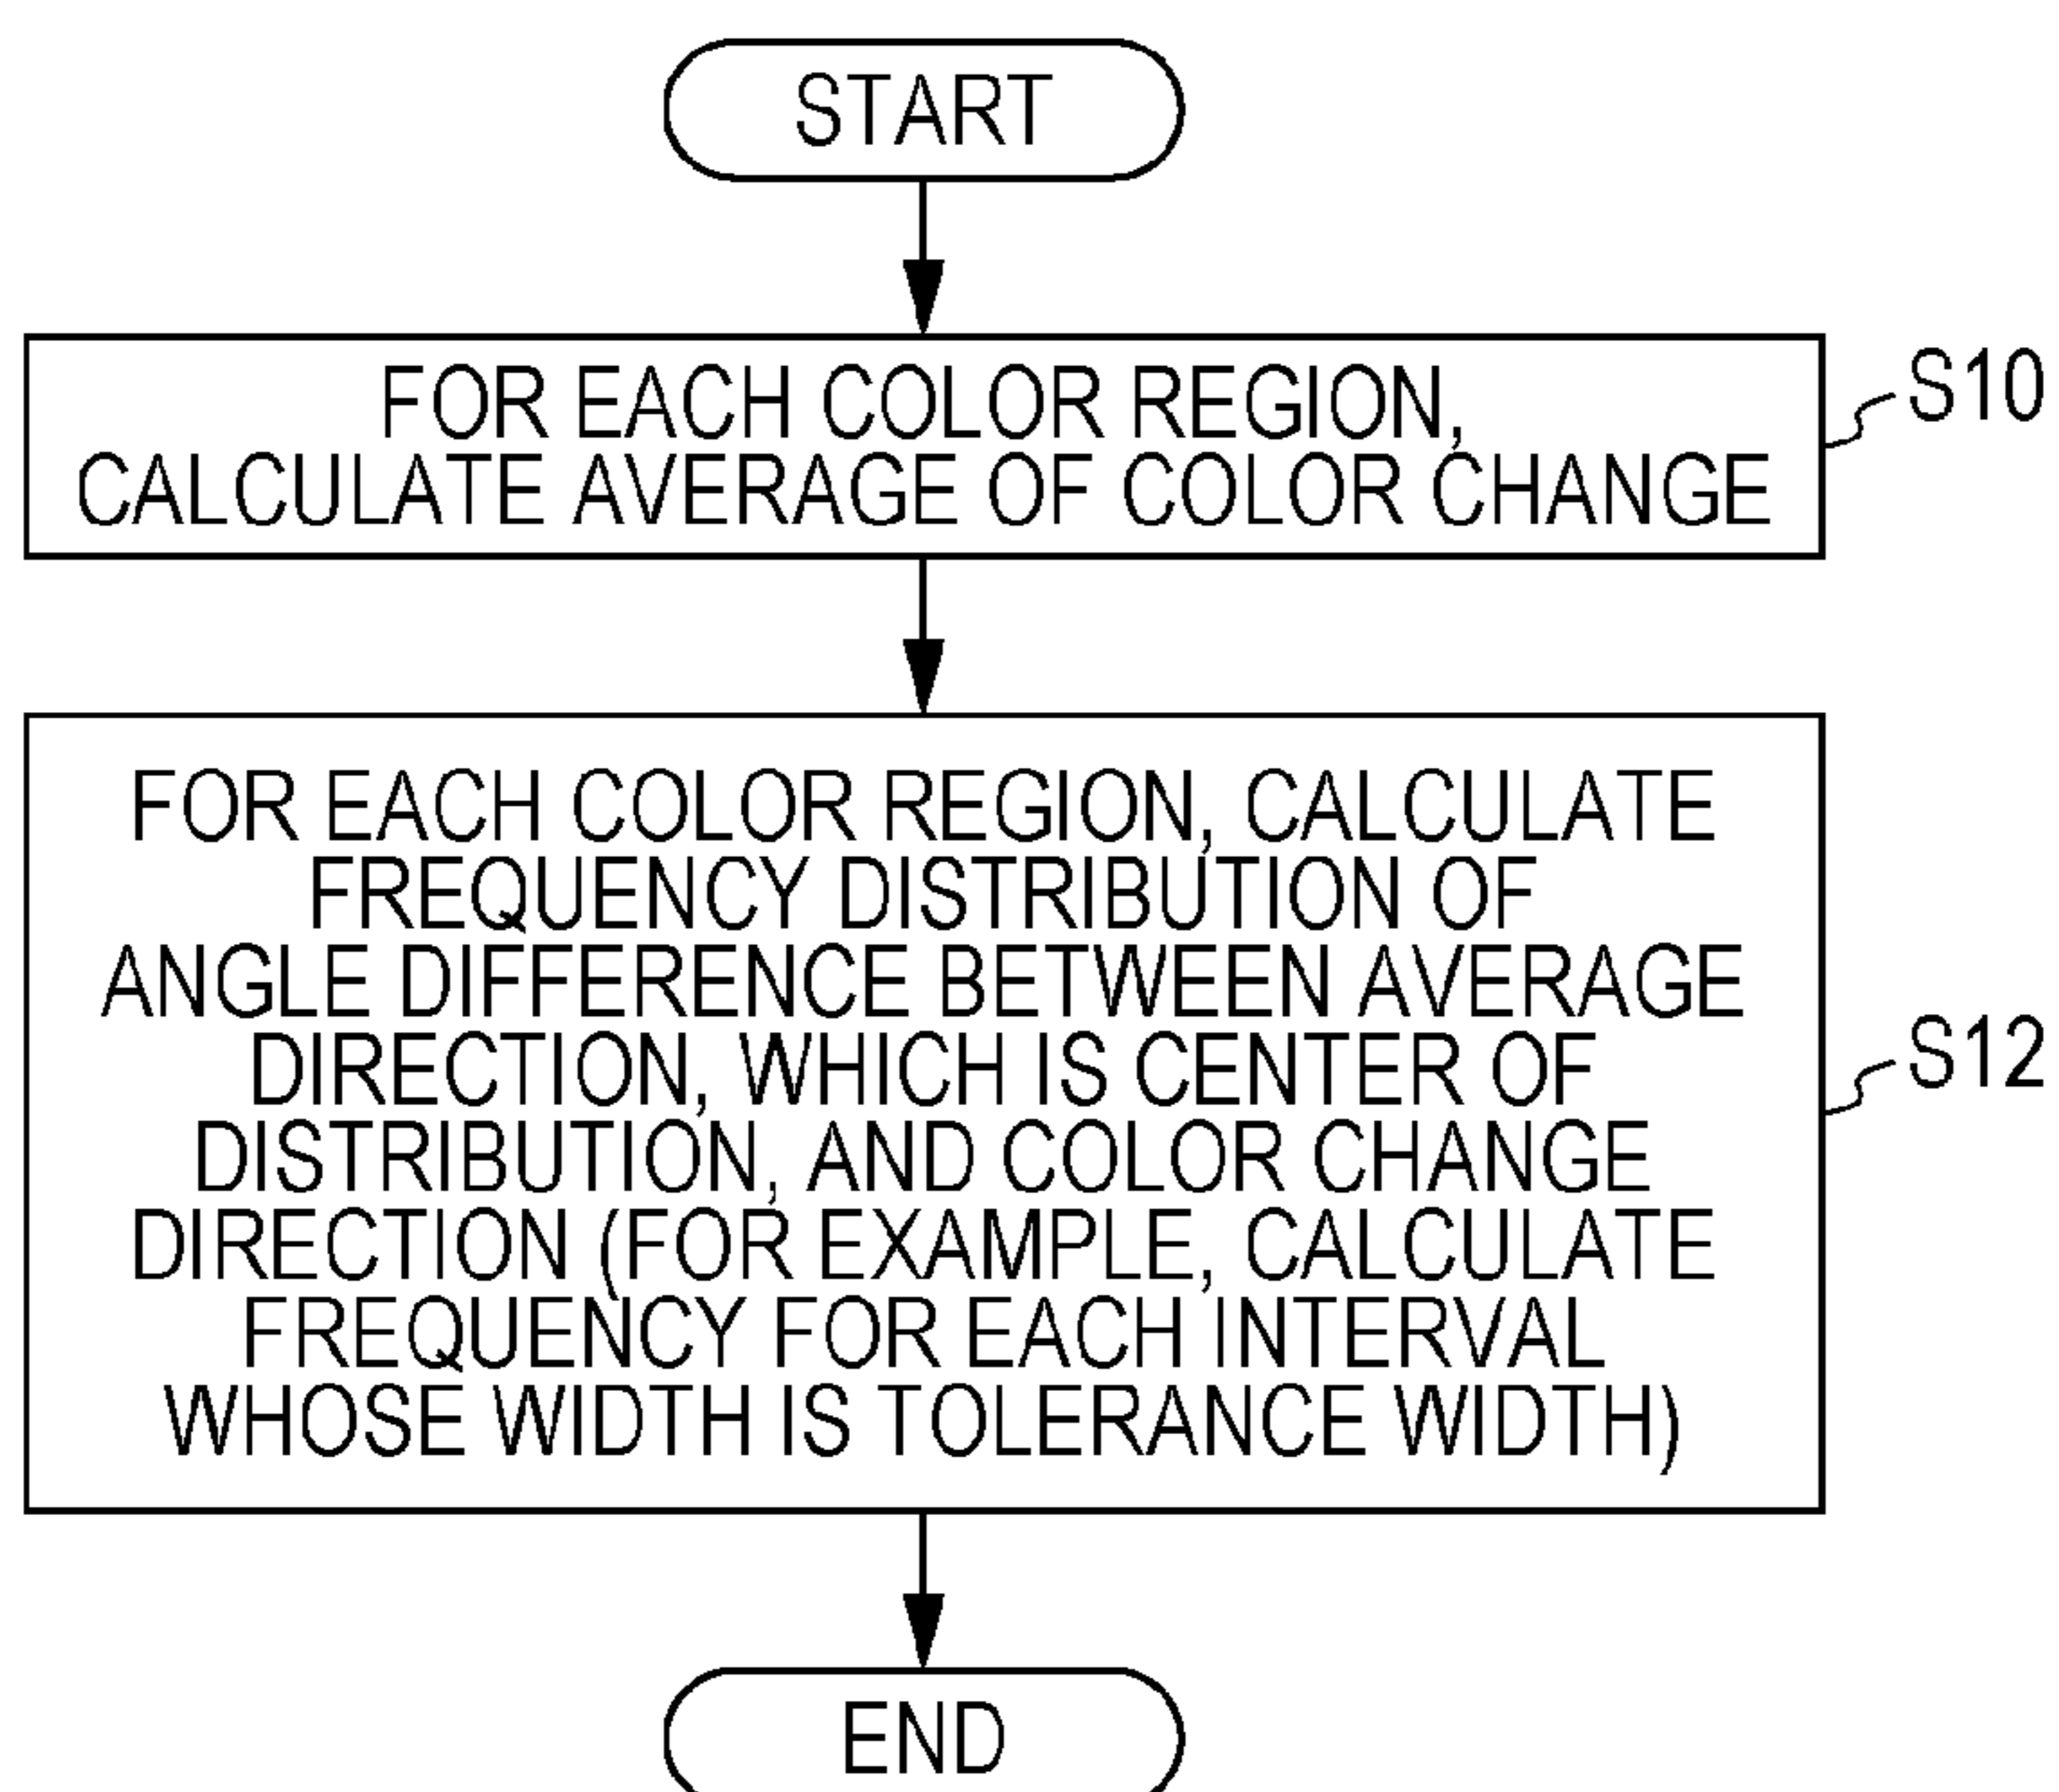 START
FOR EACH COLOR REGION,
CALCULATE AVERAGE OF COLOR CHANGE
S10
FOR EACH COLOR REGION, CALCULATE
FREQUENCY DISTRIBUTION OF
ANGLE DIFFERENCE BETWEEN AVERAGE
DIRECTION, WHICH IS CENTER OF
DISTRIBUTION, AND COLOR CHANGE
DIRECTION (FOR EXAMPLE, CALCULATE
FREQUENCY FOR EACH INTERVAL
WHOSE WIDTH IS TOLERANCE WIDTH)
S12
END